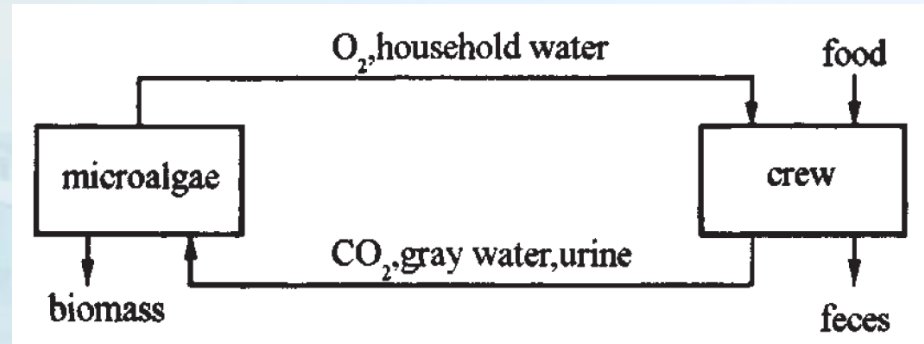 O₂,household water
food
microalgae
crew
CO₂,gray water,urine
biomass
feces